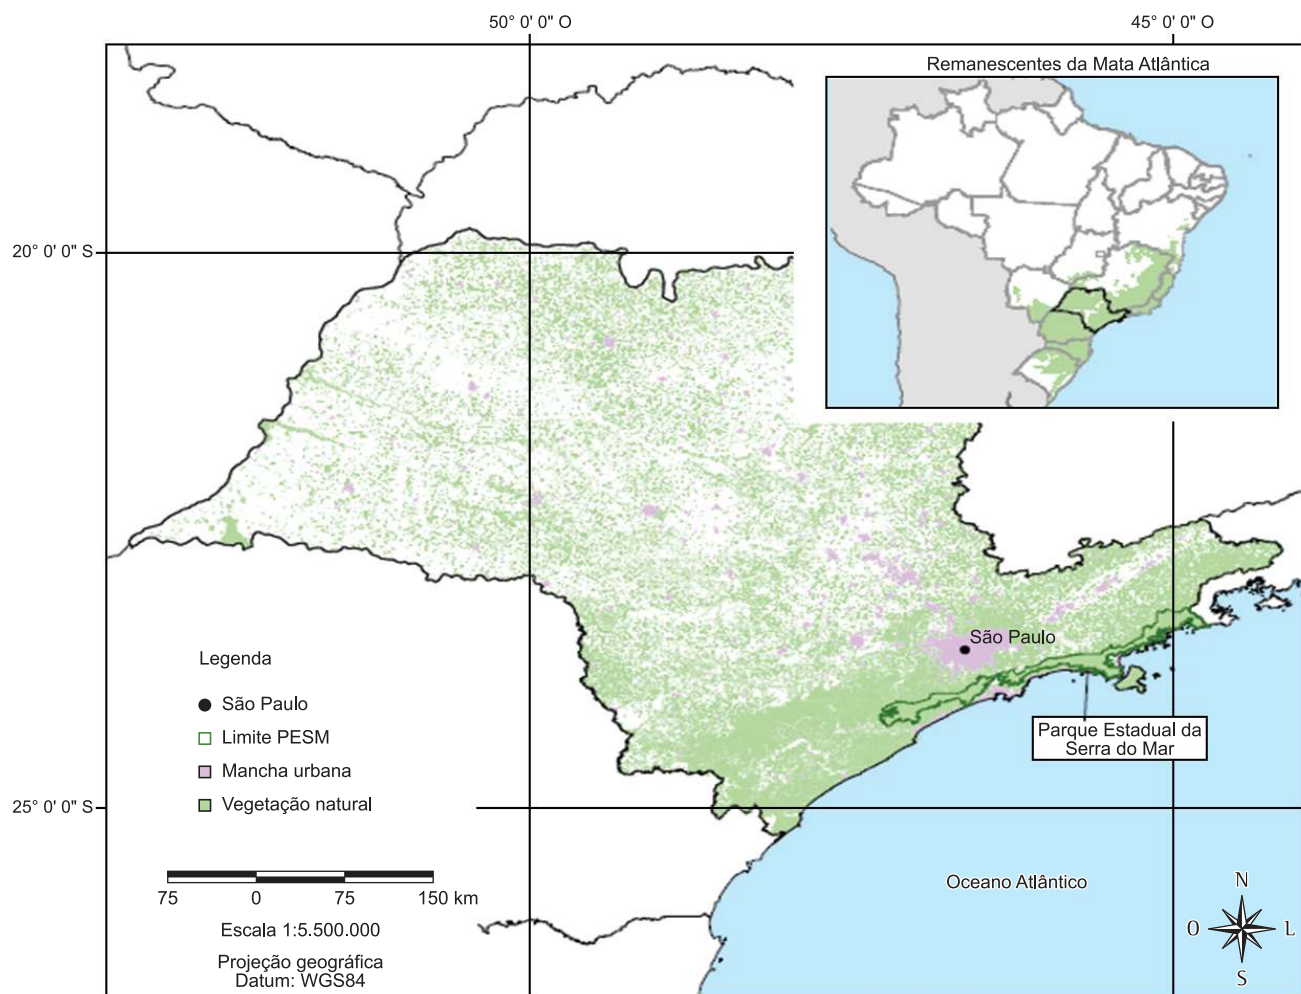 50° 0' 0" O
45° 0' 0" O
Remanescentes da Mata Atlântica
20° 0' 0" S
São Paulo
Legenda
São Paulo
Limite PESM
Mancha urbana
Vegetação natural
Parque Estadual da
Serra do Mar
25° 0' 0" S
75 0 75 150 km
Escala 1:5.500.000
Projeção geográfica
Datum: WGS84
Oceano Atlântico
N
O L
S